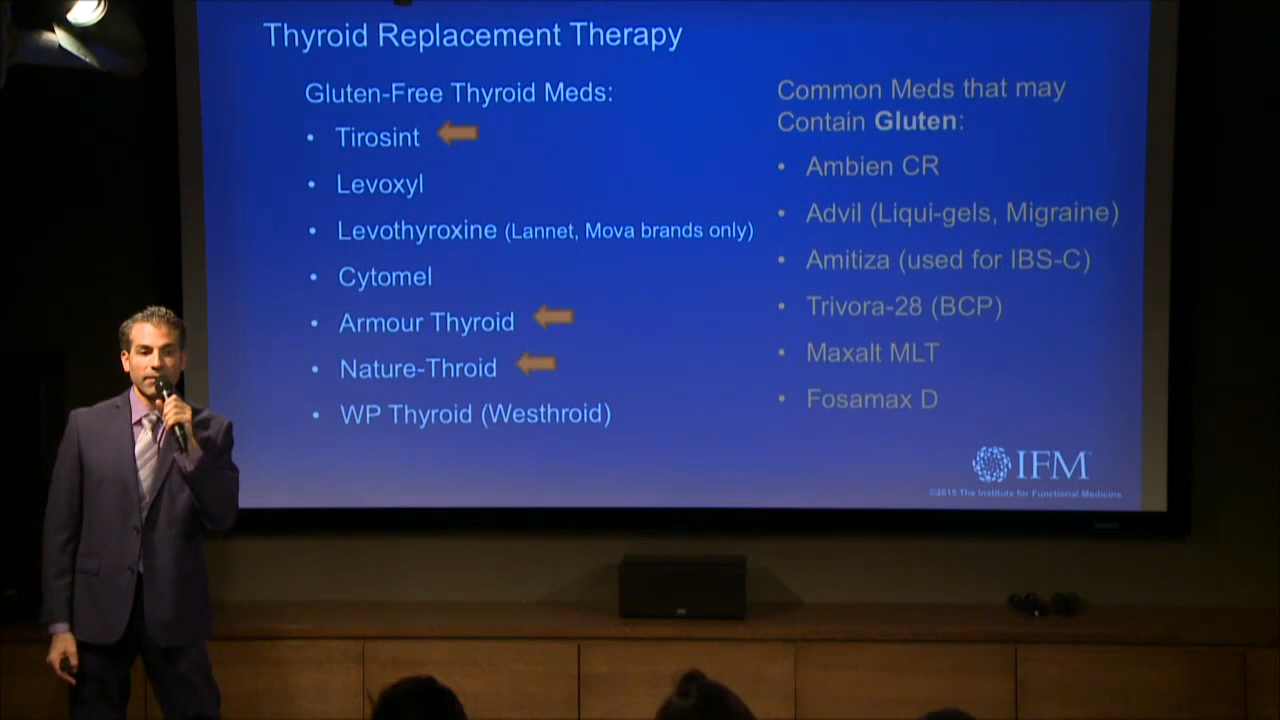 Thyroid Replacement Therapy
Gluten-Free Thyroid Meds:
• Tirosint
• Levoxyl
• Levothyroxine (Lannet, Mova brands only)
• Cytomel
• Armour Thyroid
• Nature-Throid
• WP Thyroid (Westhroid)
Common Meds that may
Contain Gluten:
• Ambien CR
• Advil (Liqui-gels, Migraine)
• Amitiza (used for IBS-C)
• Trivora-28 (BCP)
• Maxalt MLT
• Fosamax D
IFM
©2015 The Institute for Functional Medicine